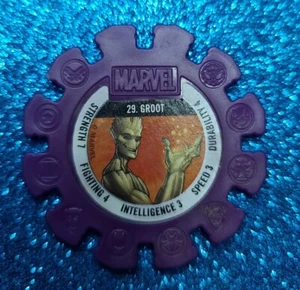 MARVEL
29. GROOT
STRENGTH 7
FIGHTING 4
INTELLIGENCE 3
SPEED 3
DURABILITY 4